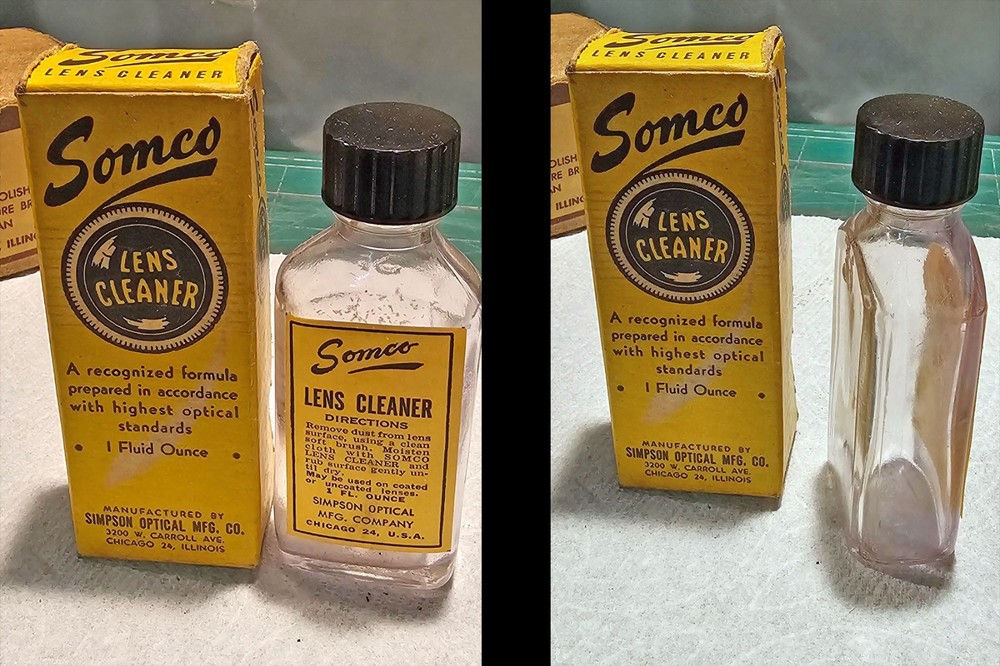 Somco
LENS CLEANER
Somco
LENS
CLEANER
A recognized formula
prepared in accordance
with highest optical
standards
• 1 Fluid Ounce •
MANUFACTURED BY
SIMPSON OPTICAL MFG. CO.
3200 W. CARROLL AVE.
CHICAGO 24, ILLINOIS
Somco
LENS CLEANER
DIRECTIONS
Remove dust from lens
surface, using a clean
soft brush. Moisten
cloth with SOMCO
LENS CLEANER and
rub surface gently un-
til dry.
May be used on coated
or uncoated lenses.
1 FL. OUNCE
SIMPSON OPTICAL
MFG. COMPANY
CHICAGO 24, U.S.A.
Somco
LENS CLEANER
Somco
LENS
CLEANER
A recognized formula
prepared in accordance
with highest optical
standards
• 1 Fluid Ounce •
MANUFACTURED BY
SIMPSON OPTICAL MFG. CO.
3200 W. CARROLL AVE.
CHICAGO 24, ILLINOIS